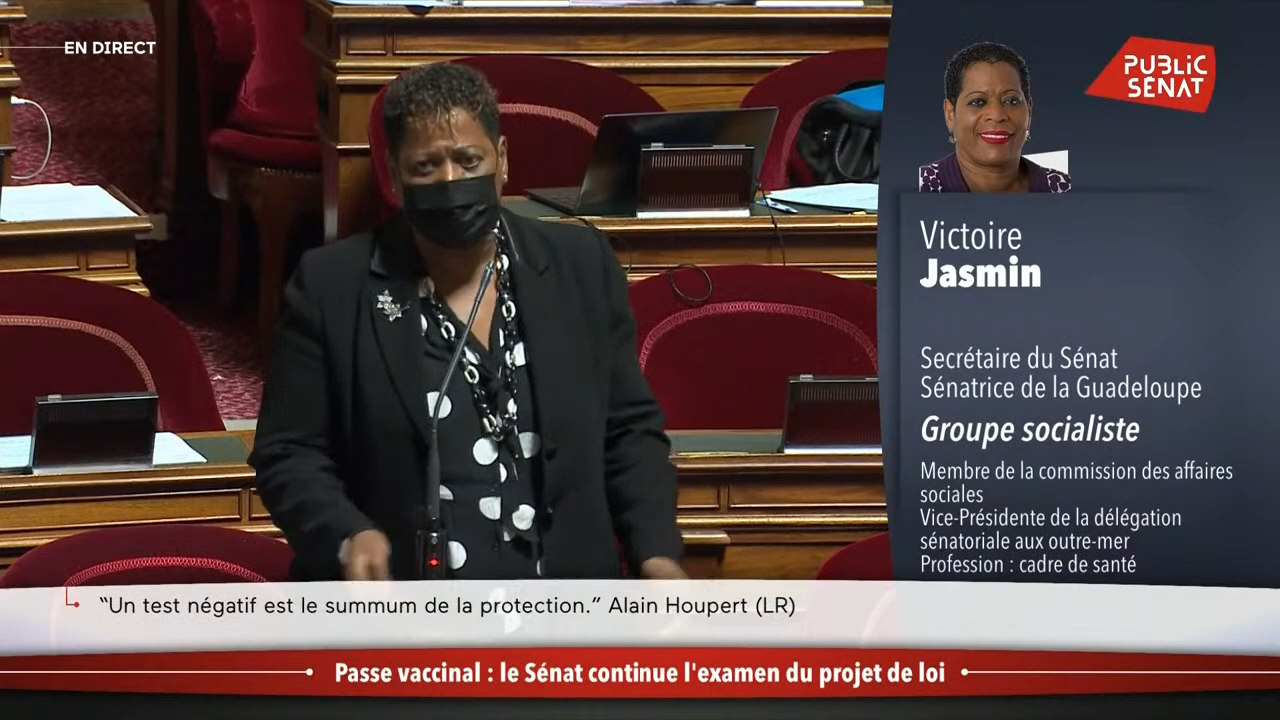 EN DIRECT
PUBLIC
SÉNAT
Victoire
Jasmin
Secrétaire du Sénat
Sénatrice de la Guadeloupe
Groupe socialiste
Membre de la commission des affaires
sociales
Vice-Présidente de la délégation
sénatoriale aux outre-mer
Profession : cadre de santé
“Un test négatif est le summum de la protection.” Alain Houpert (LR)
Passe vaccinal : le Sénat continue l'examen du projet de loi